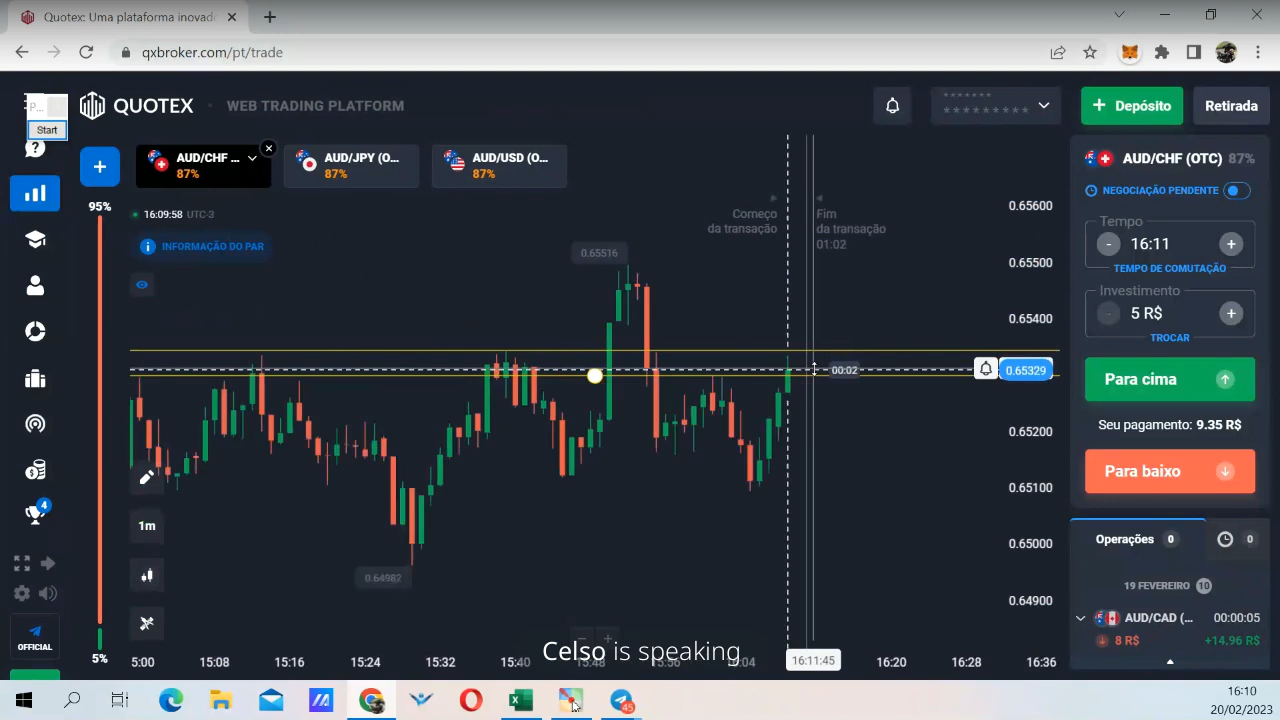 Quotex: Uma plataforma inovad
qxbroker.com/pt/trade
P...
Start
QUOTEX
WEB TRADING PLATFORM
*******
*********
Depósito
Retirada
AUD/CHF ...
87%
AUD/JPY (O...
87%
AUD/USD (O...
87%
AUD/CHF (OTC) 87%
NEGOCIAÇÃO PENDENTE
Tempo
- 16:11 +
TEMPO DE COMUTAÇÃO
Investimento
- 5 R$ +
TROCAR
Para cima
Seu pagamento: 9.35 R$
Para baixo
Operações 0
0
19 FEVEREIRO 10
AUD/CAD (... 00:00:05
8 R$ +14,96 R$
95%
16:09:58 UTC-3
INFORMAÇÃO DO PAR
Começo
da transação
Fim
da transação
01:02
0.65600
0.65516
0.65500
0.65400
00:02
0.65329
0.65200
0.65100
0.65000
0.64982
0.64900
1m
4
OFFICIAL
5%
Celso is speaking
5:00 15:08 15:16 15:24 15:32 15:40 15:48 15:56 16:04 16:11:45 16:20 16:28 16:36
45
16:10
20/02/2023